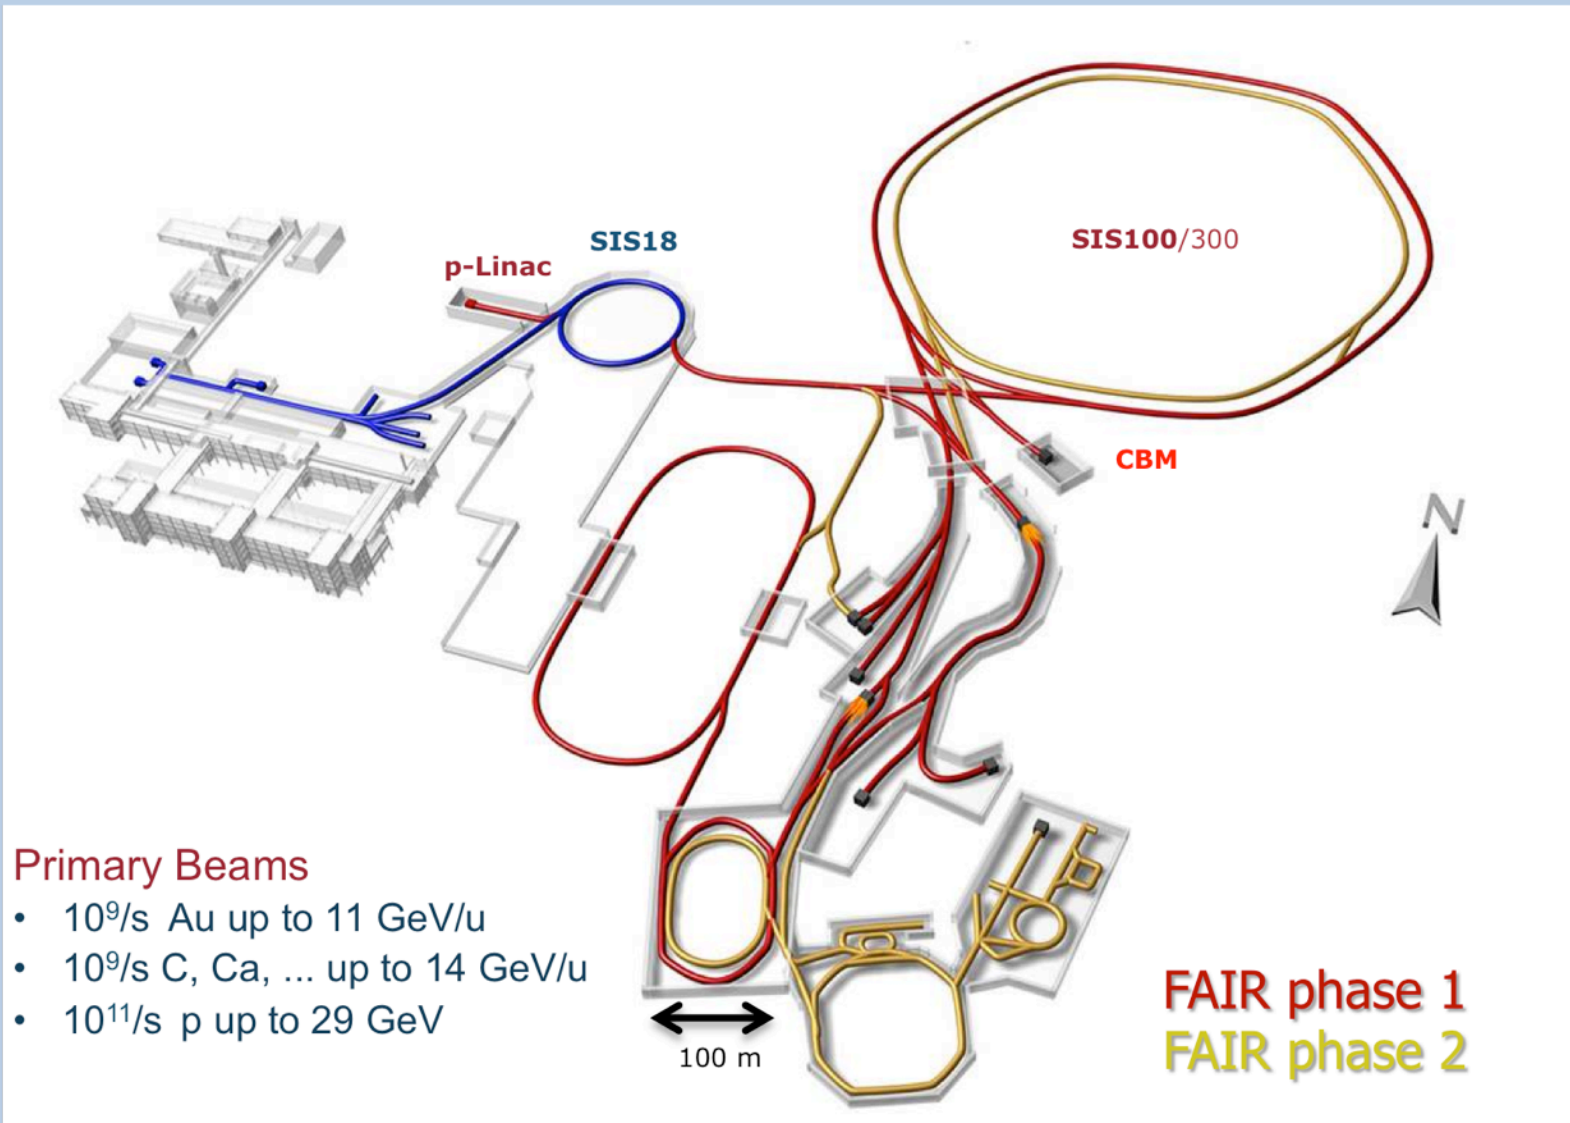 SIS18
p-Linac
SIS100/300
CBM
N
Primary Beams
• 10⁹/s Au up to 11 GeV/u
• 10⁹/s C, Ca, ... up to 14 GeV/u
• 10¹¹/s p up to 29 GeV
100 m
FAIR phase 1
FAIR phase 2